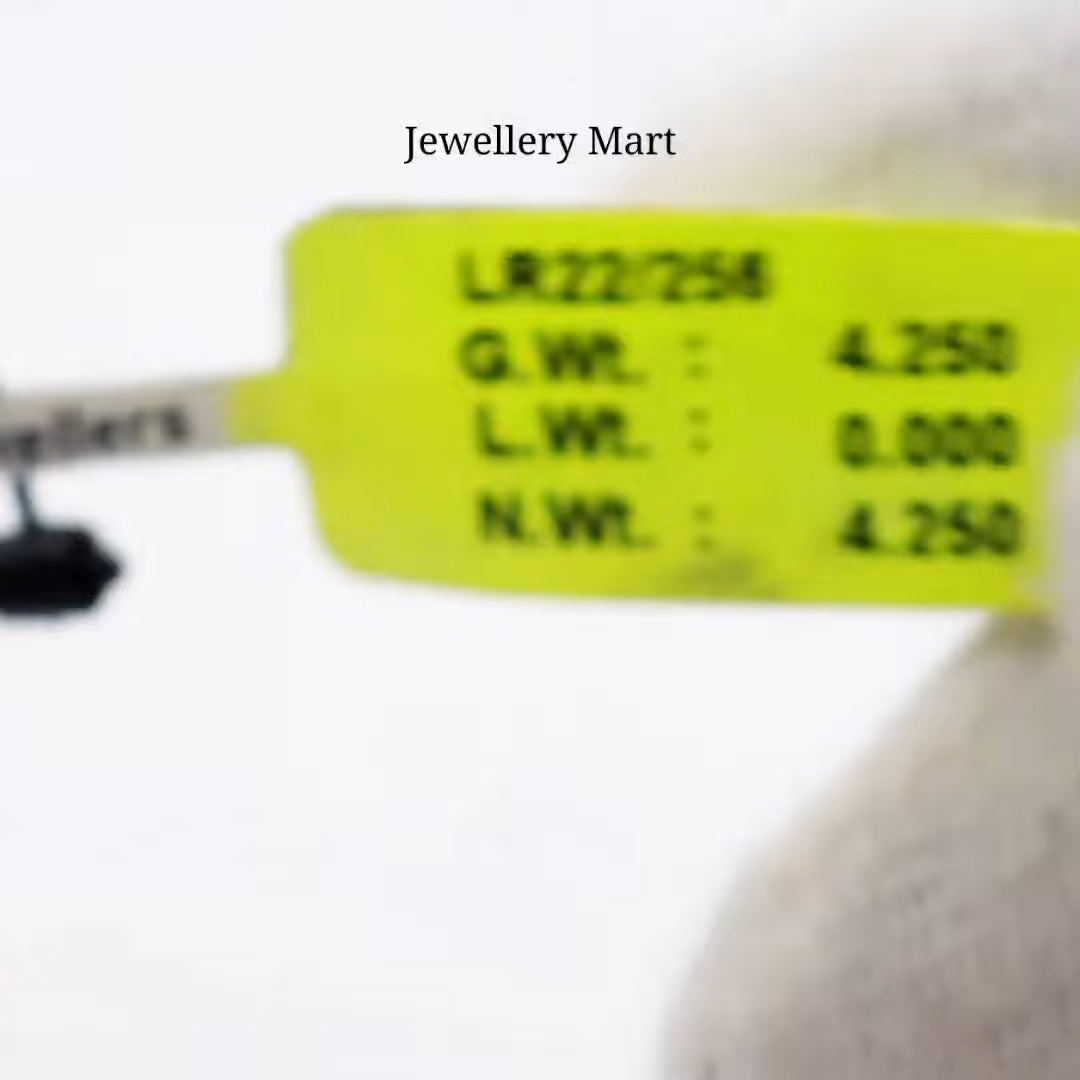 Jewellery Mart
LR22/256
G.Wt. : 4.250
L.Wt. : 0.000
N.Wt. : 4.250